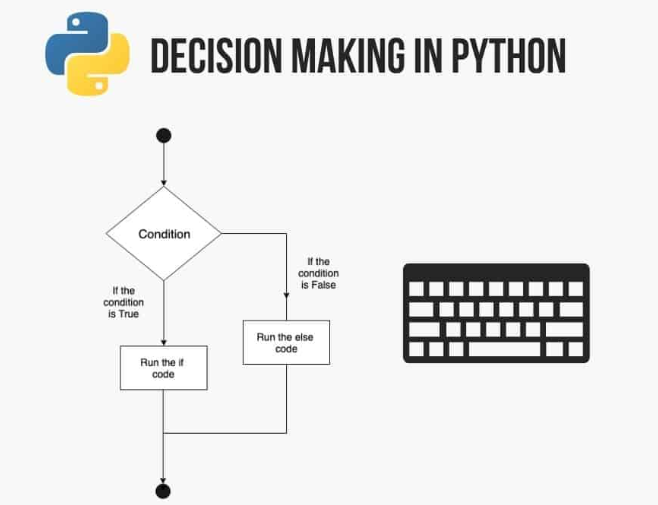 DECISION MAKING IN PYTHON
Condition
If the
condition
is False
If the
condition
is True
Run the else
code
Run the if
code